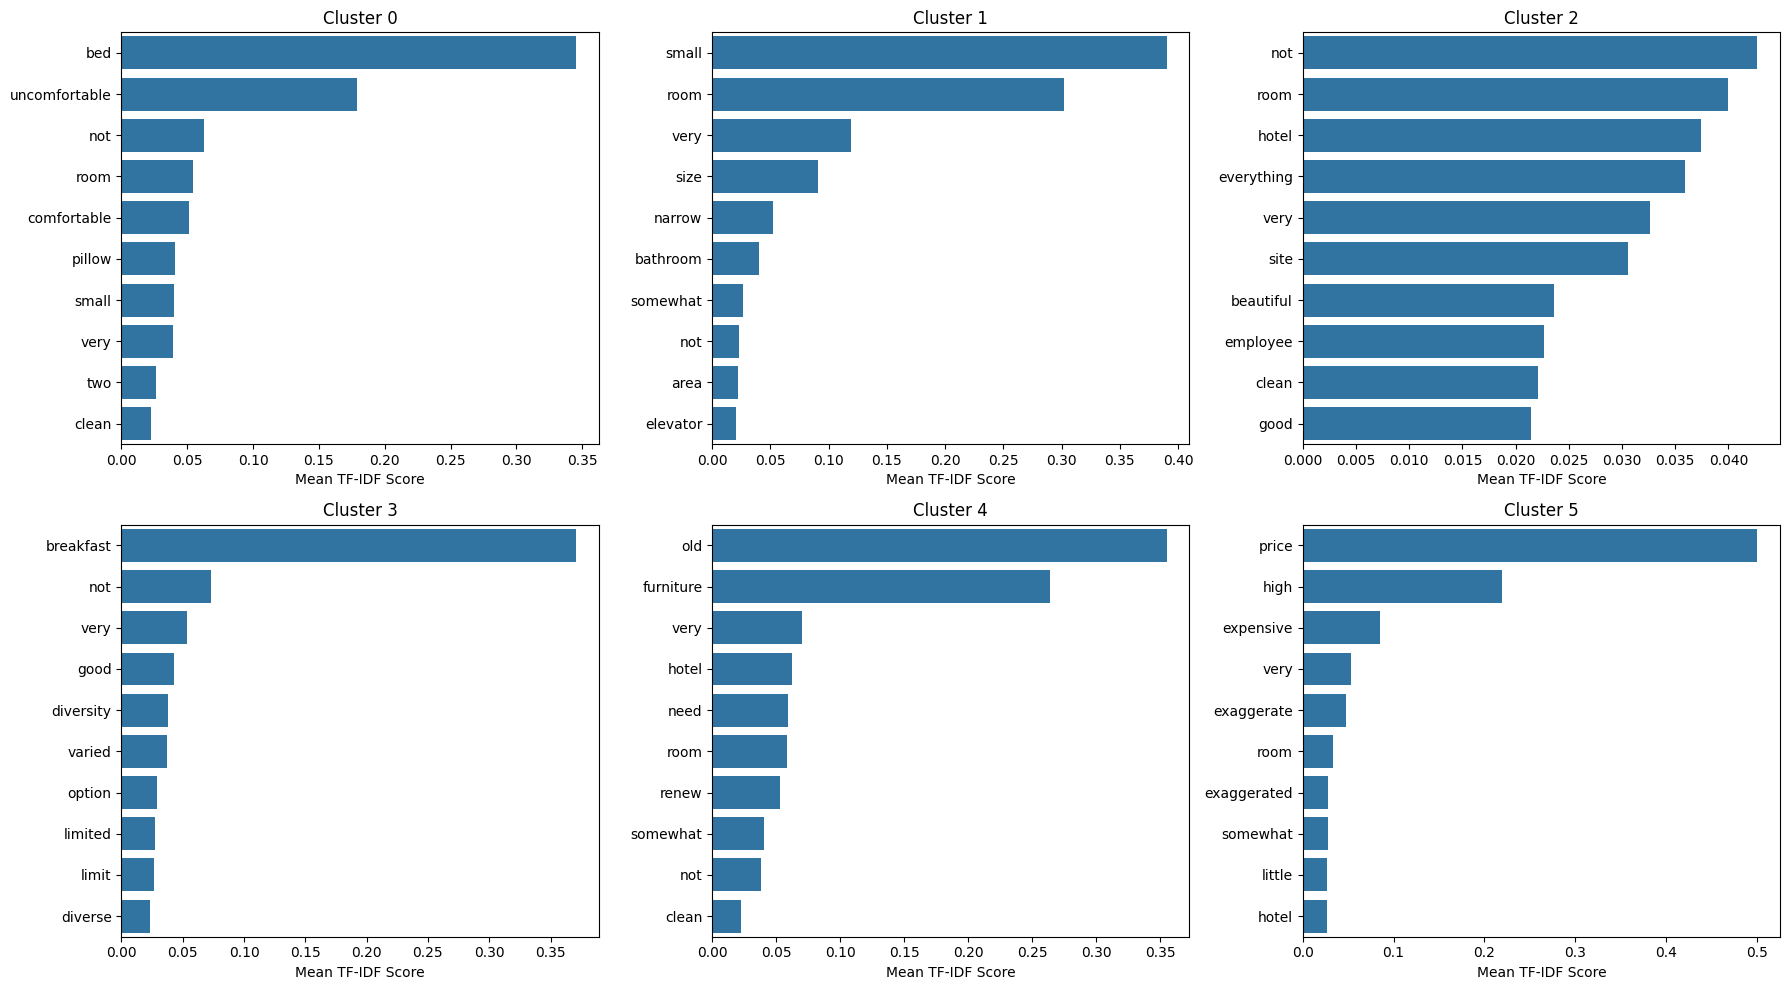 Cluster 0
bed
uncomfortable
not
room
comfortable
pillow
small
very
two
clean
0.00 0.05 0.10 0.15 0.20 0.25 0.30 0.35
Mean TF-IDF Score
Cluster 1
small
room
very
size
narrow
bathroom
somewhat
not
area
elevator
0.00 0.05 0.10 0.15 0.20 0.25 0.30 0.35 0.40
Mean TF-IDF Score
Cluster 2
not
room
hotel
everything
very
site
beautiful
employee
clean
good
0.000 0.005 0.010 0.015 0.020 0.025 0.030 0.035 0.040
Mean TF-IDF Score
Cluster 3
breakfast
not
very
good
diversity
varied
option
limited
limit
diverse
0.00 0.05 0.10 0.15 0.20 0.25 0.30 0.35
Mean TF-IDF Score
Cluster 4
old
furniture
very
hotel
need
room
renew
somewhat
not
clean
0.00 0.05 0.10 0.15 0.20 0.25 0.30 0.35
Mean TF-IDF Score
Cluster 5
price
high
expensive
very
exaggerate
room
exaggerated
somewhat
little
hotel
0.0 0.1 0.2 0.3 0.4 0.5
Mean TF-IDF Score